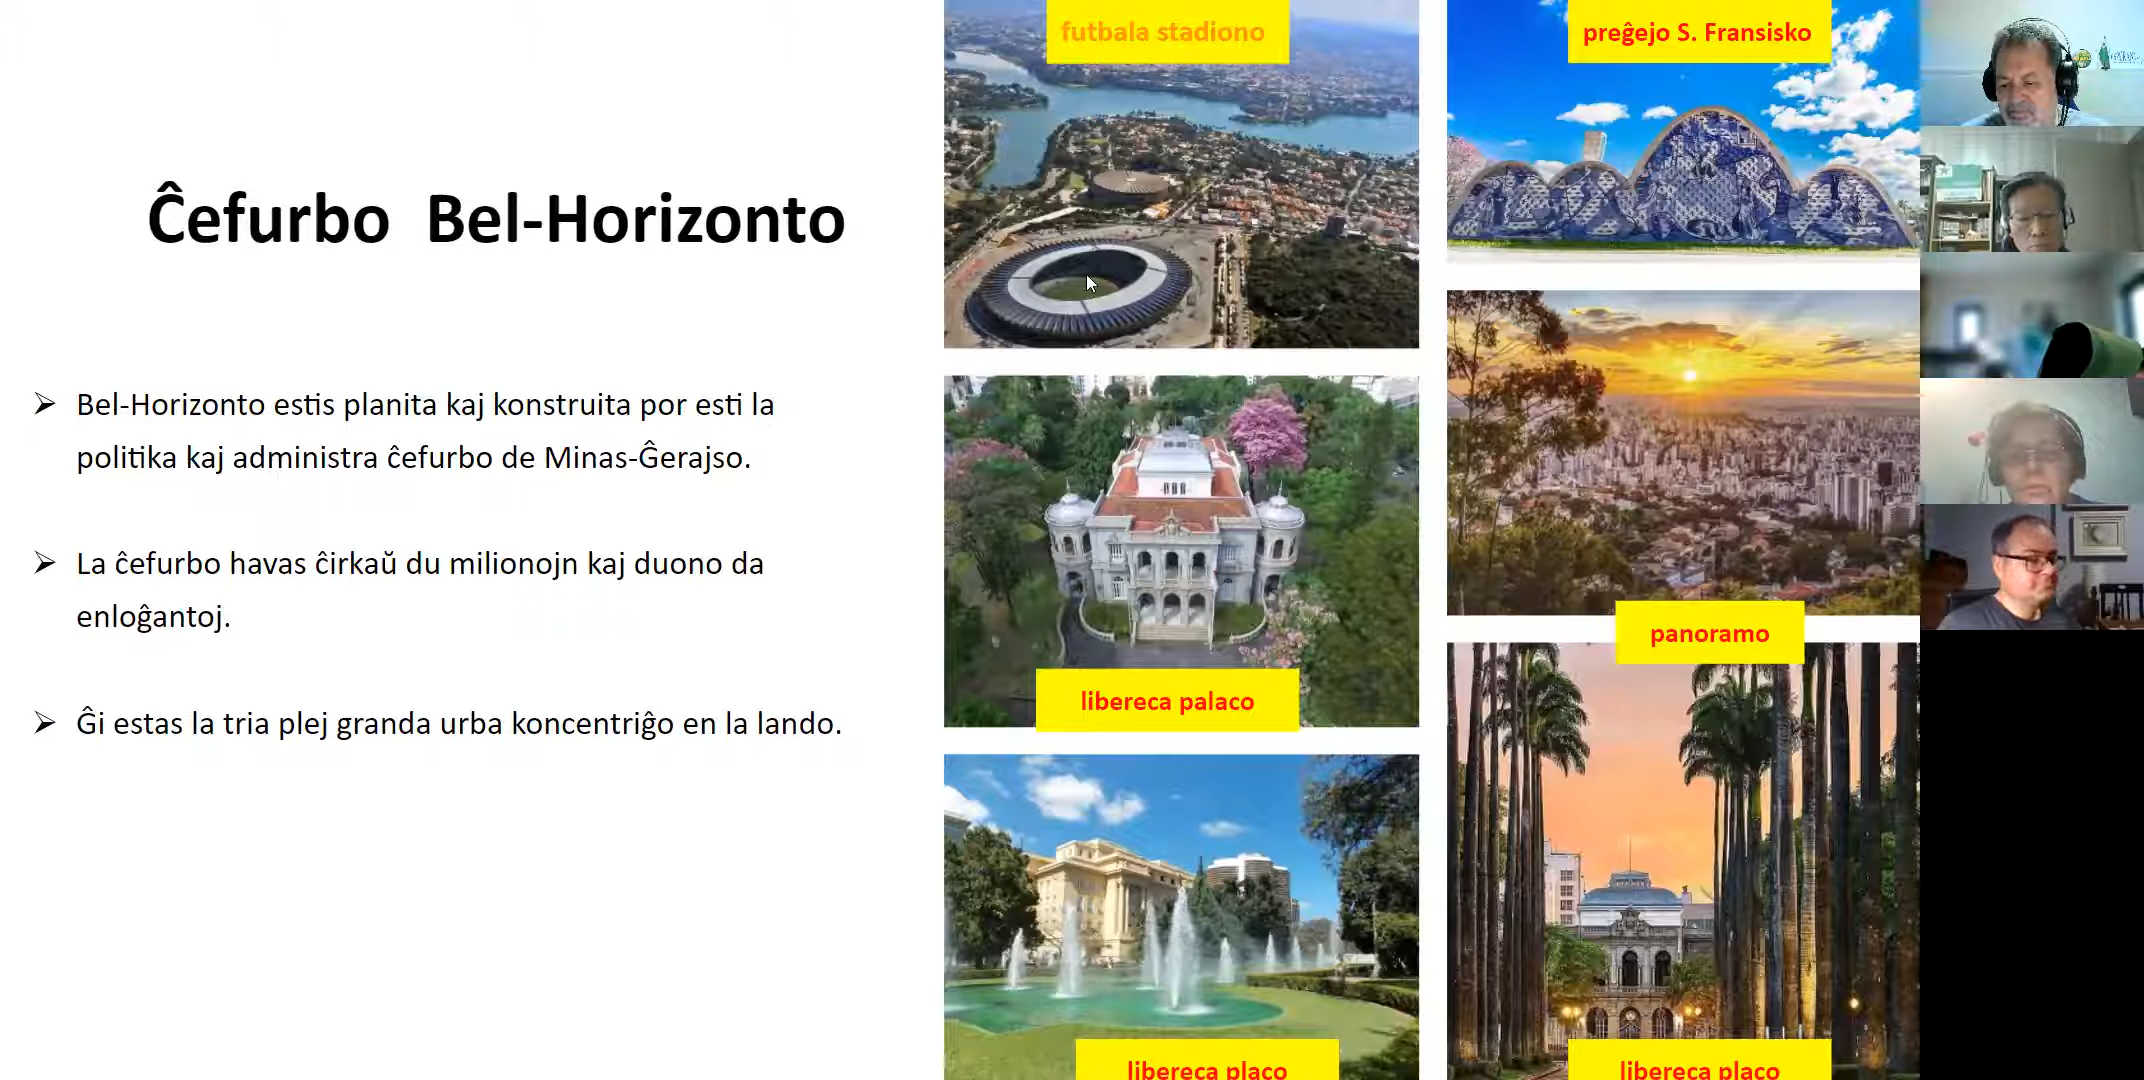 Ĉefurbo Bel-Horizonto
➢ Bel-Horizonto estis planita kaj konstruita por esti la
politika kaj administra ĉefurbo de Minas-Ĝerajso.
➢ La ĉefurbo havas ĉirkaŭ du milionojn kaj duono da
enloĝantoj.
➢ Ĝi estas la tria plej granda urba koncentriĝo en la lando.
futbala stadiono
preĝejo S. Fransisko
libereca palaco
panoramo
libereca placo
libereca placo